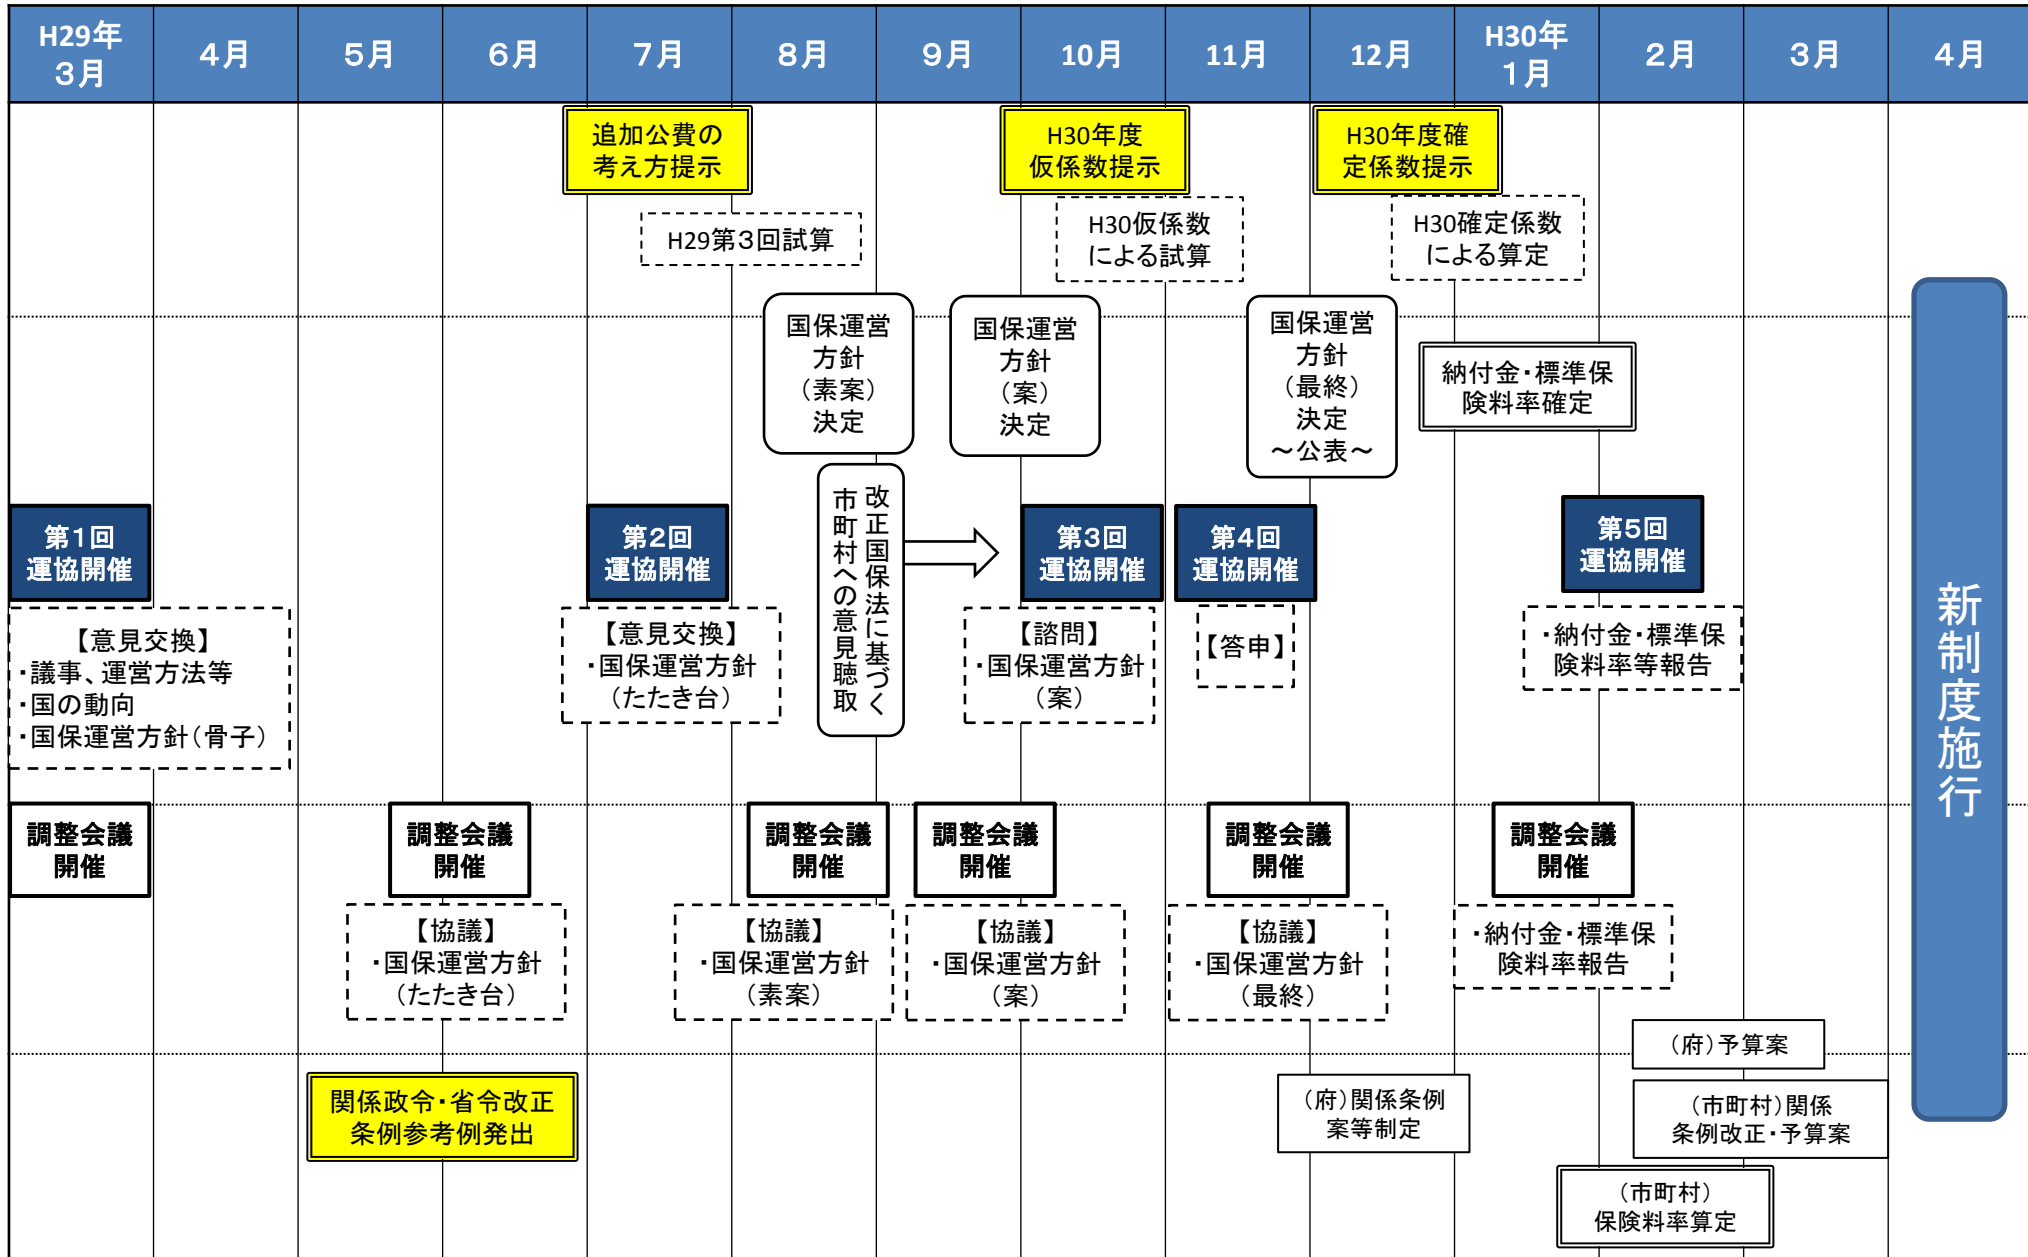 H29年
３月
４月
５月
６月
７月
８月
９月
10月
11月
12月
H30年
１月
２月
３月
４月
追加公費の
考え方提示
H30年度
仮係数提示
H30年度確
定係数提示
H29第３回試算
H30仮係数
による試算
H30確定係数
による算定
国保運営
方針
（素案）
決定
国保運営
方針
（案）
決定
国保運営
方針
（最終）
決定
～公表～
納付金・標準保
険料率確定
改正国保法に基づく
市町村への意見聴取
第１回
運協開催
第２回
運協開催
第３回
運協開催
第４回
運協開催
第５回
運協開催
【意見交換】
・議事、運営方法等
・国の動向
・国保運営方針（骨子）
【意見交換】
・国保運営方針
（たたき台）
【諮問】
・国保運営方針
（案）
【答申】
・納付金・標準保
険料率等報告
新制度施行
調整会議
開催
調整会議
開催
調整会議
開催
調整会議
開催
調整会議
開催
調整会議
開催
【協議】
・国保運営方針
（たたき台）
【協議】
・国保運営方針
（素案）
【協議】
・国保運営方針
（案）
【協議】
・国保運営方針
（最終）
・納付金・標準保
険料率報告
（府）予算案
関係政令・省令改正
条例参考例発出
（府）関係条例
案等制定
（市町村）関係
条例改正・予算案
（市町村）
保険料率算定